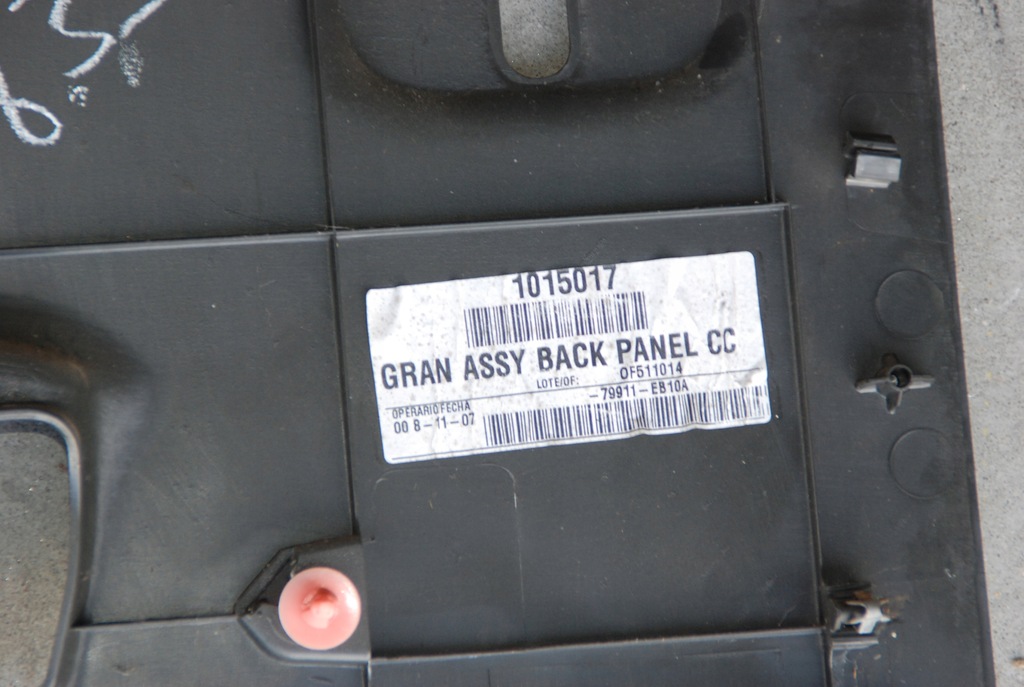 1015017
GRAN ASSY BACK PANEL CC
LOTE/OF: OF511014
-79911-EB10A
OPERARIO FECHA
00 8-11-07